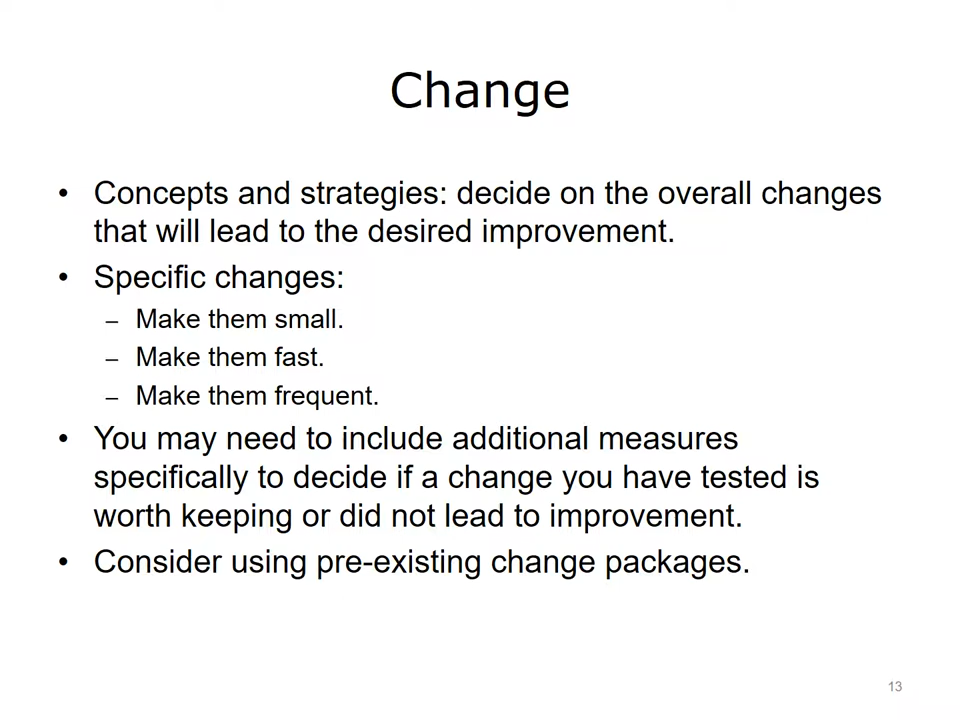 Change
• Concepts and strategies: decide on the overall changes
that will lead to the desired improvement.
• Specific changes:
– Make them small.
– Make them fast.
– Make them frequent.
• You may need to include additional measures
specifically to decide if a change you have tested is
worth keeping or did not lead to improvement.
• Consider using pre-existing change packages.
13